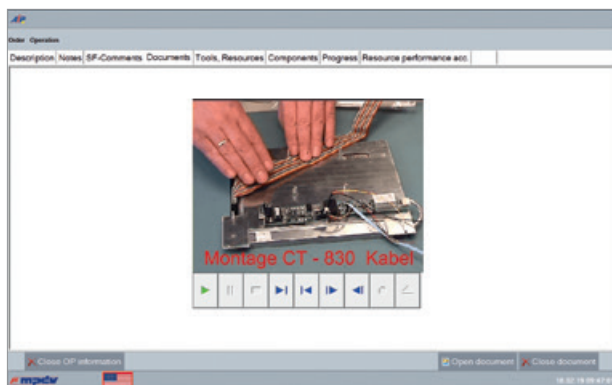 AIP
Order Operation
Description Notes SF-Comments Documents Tools, Resources Components Progress Resource performance acc.
Montage CT - 830 Kabel
Close OP information Open document Close document
mpdv